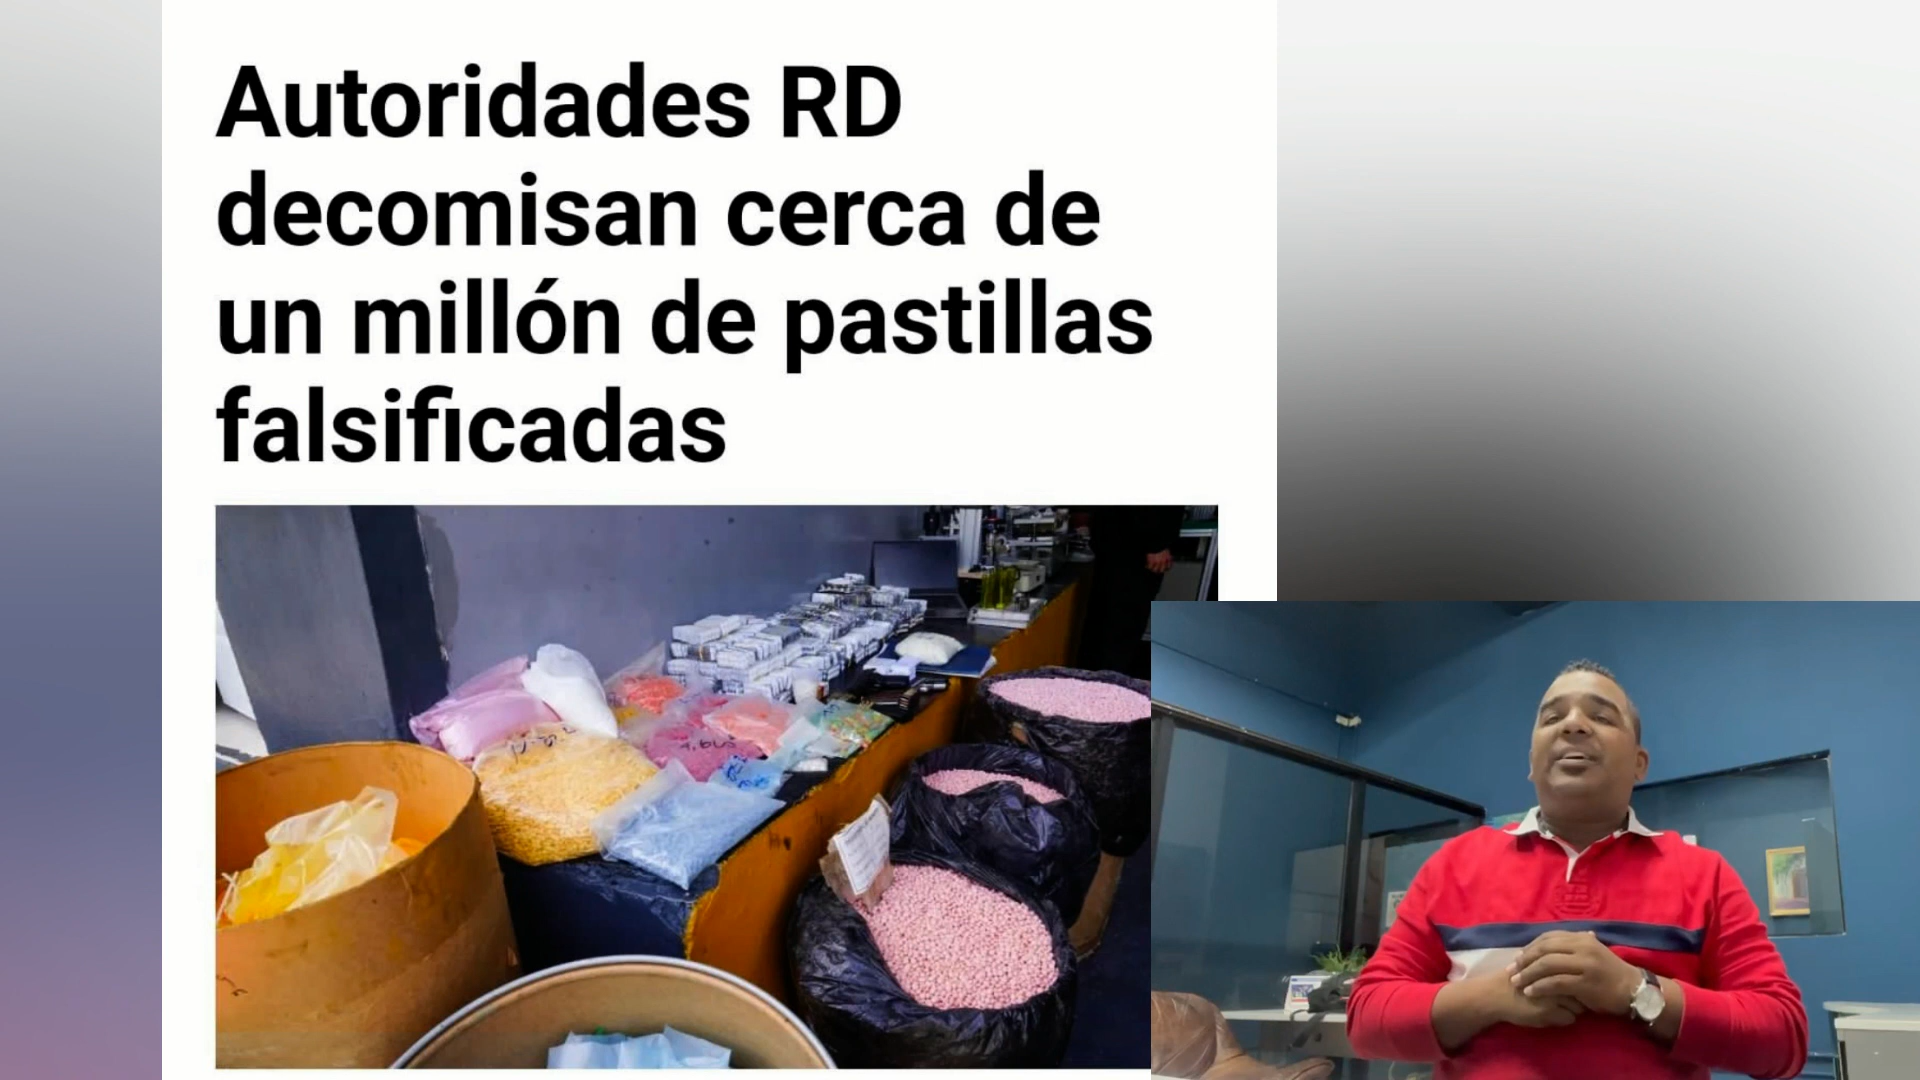 Autoridades RD
decomisan cerca de
un millón de pastillas
falsificadas